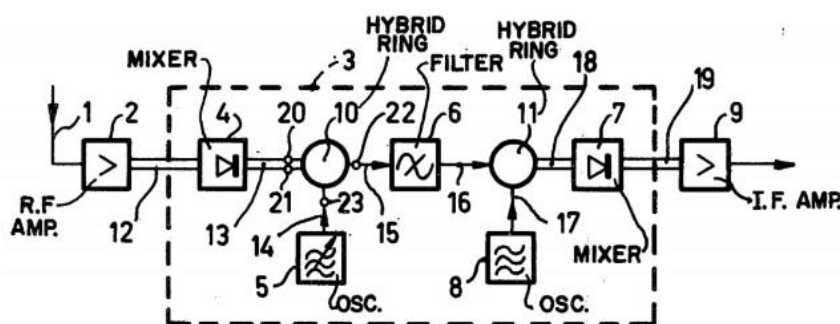 HYBRID RING
HYBRID RING
MIXER
3
FILTER
18
19
1
2
4
20
10
22
6
11
7
9
R.F AMP.
12
13
21
23
15
16
17
I.F. AMP.
14
MIXER
5
OSC.
8
OSC.